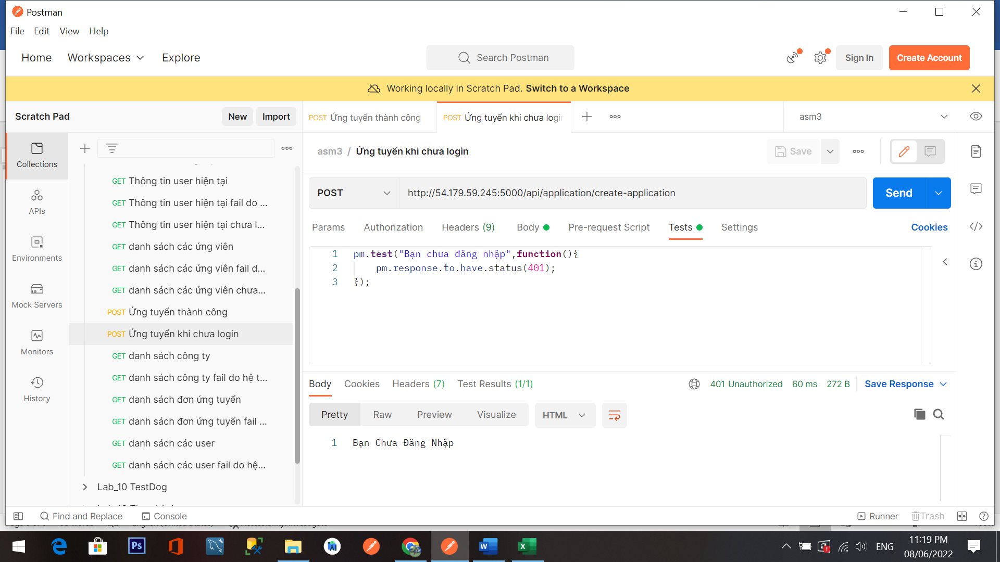 Postman
File Edit View Help
Home Workspaces Explore
Search Postman
Sign In
Create Account
Working locally in Scratch Pad. Switch to a Workspace
Scratch Pad
New
Import
POST Ứng tuyển thành công
POST Ứng tuyển khi chưa login
asm3
Collections
APIs
Environments
Mock Servers
Monitors
History
GET Thông tin user hiện tại
GET Thông tin user hiện tại fail do ...
GET Thông tin user hiện tại chưa l...
GET danh sách các ứng viên
GET danh sách các ứng viên fail d...
GET danh sách các ứng viên chưa...
POST Ứng tuyển thành công
POST Ứng tuyển khi chưa login
GET danh sách công ty
GET danh sách công ty fail do hệ t...
GET danh sách đơn ứng tuyển
GET danh sách đơn ứng tuyển fail ...
GET danh sách các user
GET danh sách các user fail do hệ...
Lab_10 TestDog
asm3 / Ứng tuyển khi chưa login
Save
POST
http://54.179.59.245:5000/api/application/create-application
Send
Params Authorization Headers (9) Body Pre-request Script Tests Settings Cookies
1 pm.test("Bạn chưa đăng nhập",function(){
2 pm.response.to.have.status(401);
3 });
Body Cookies Headers (7) Test Results (1/1)
401 Unauthorized 60 ms 272 B Save Response
Pretty Raw Preview Visualize HTML
1 Bạn Chưa Đăng Nhập
Find and Replace Console
Runner Trash
ENG
11:19 PM
08/06/2022